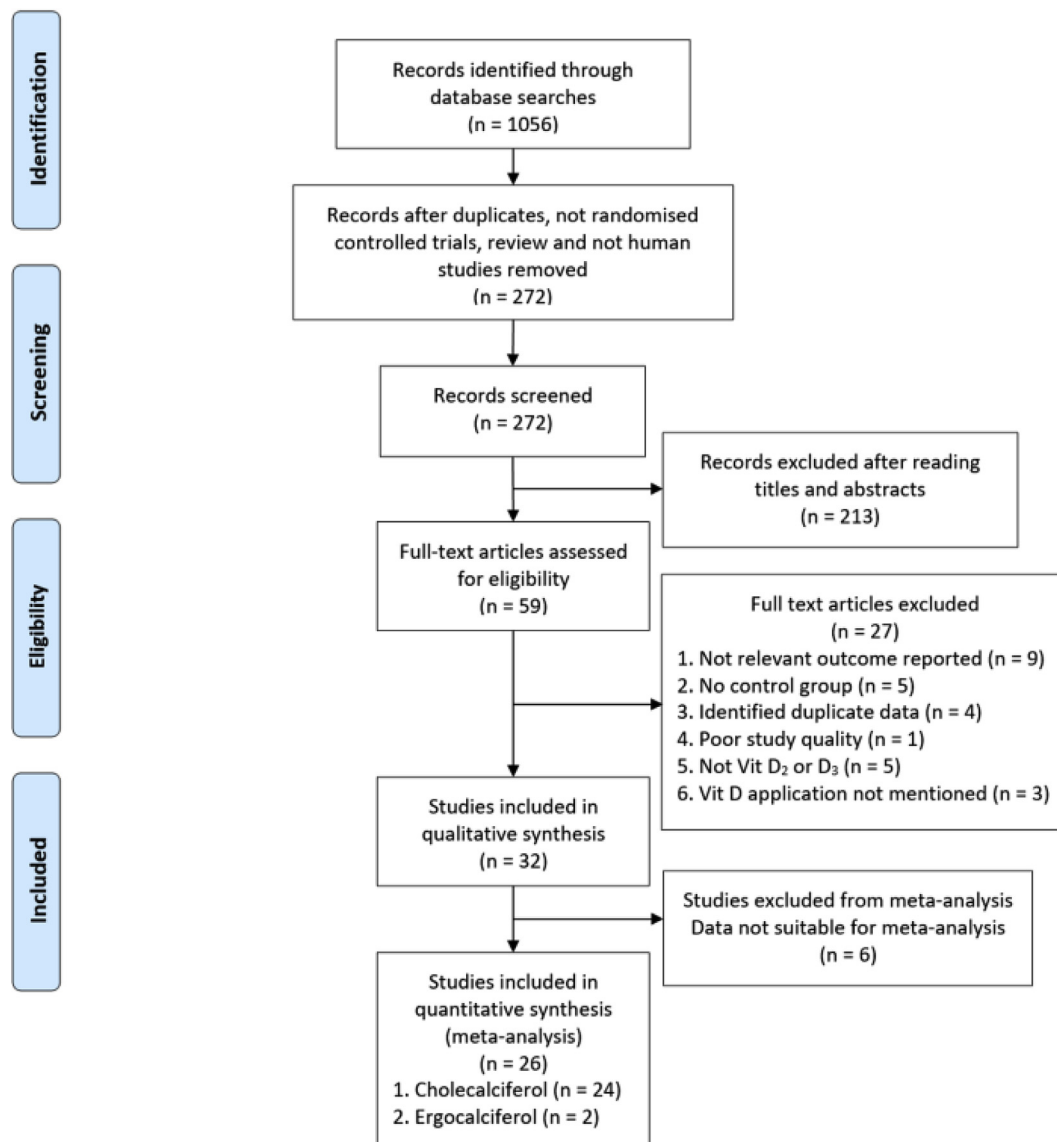 Identification
Records identified through
database searches
(n = 1056)
Records after duplicates, not randomised
controlled trials, review and not human
studies removed
(n = 272)
Screening
Records screened
(n = 272)
Records excluded after reading
titles and abstracts
(n = 213)
Eligibility
Full-text articles assessed
for eligibility
(n = 59)
Full text articles excluded
(n = 27)
1. Not relevant outcome reported (n = 9)
2. No control group (n = 5)
3. Identified duplicate data (n = 4)
4. Poor study quality (n = 1)
5. Not Vit D₂ or D₃ (n = 5)
6. Vit D application not mentioned (n = 3)
Included
Studies included in
qualitative synthesis
(n = 32)
Studies excluded from meta-analysis
Data not suitable for meta-analysis
(n = 6)
Studies included in
quantitative synthesis
(meta-analysis)
(n = 26)
1. Cholecalciferol (n = 24)
2. Ergocalciferol (n = 2)